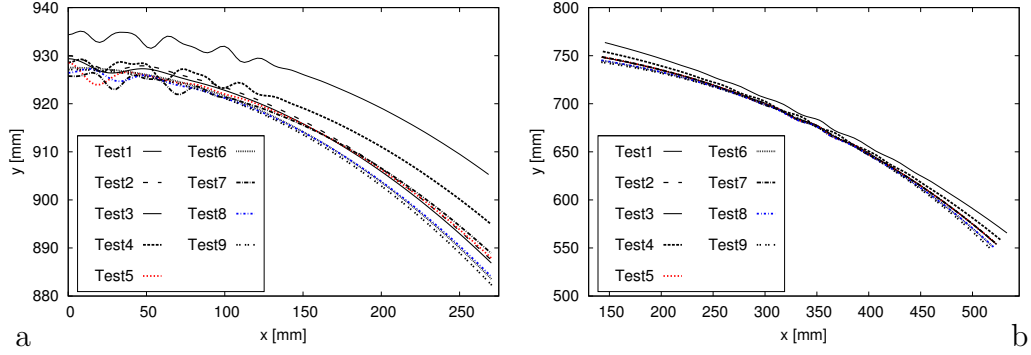 940
930
920
910
900
890
880
y [mm]
Test1 Test6
Test2 Test7
Test3 Test8
Test4 Test9
Test5
0 50 100 150 200 250
x [mm]
a
800
750
700
650
600
550
500
y [mm]
Test1 Test6
Test2 Test7
Test3 Test8
Test4 Test9
Test5
150 200 250 300 350 400 450 500
x [mm]
b